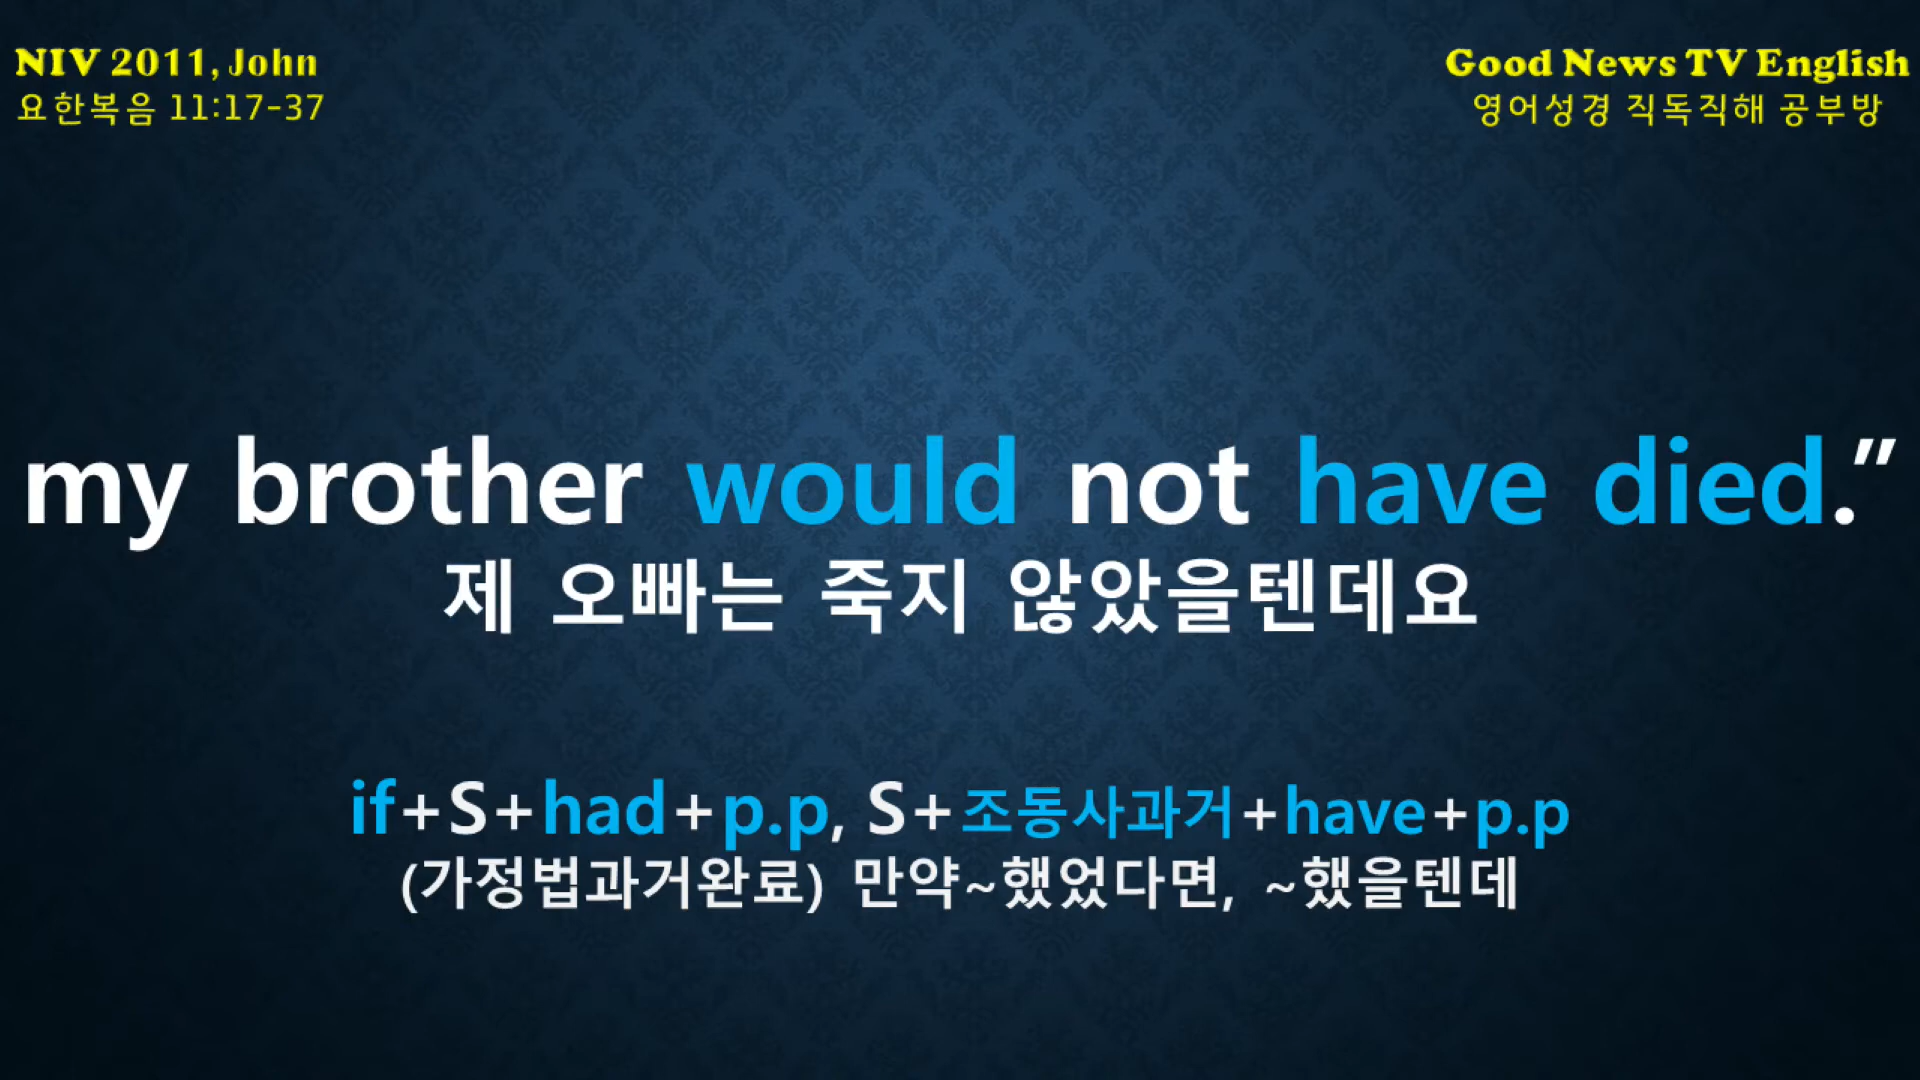 NIV 2011, John
요한복음 11:17-37
Good News TV English
영어성경 직독직해 공부방
my brother would not have died.”
제 오빠는 죽지 않았을텐데요
if+S+had+p.p, S+조동사과거+have+p.p
(가정법과거완료) 만약~했었다면, ~했을텐데